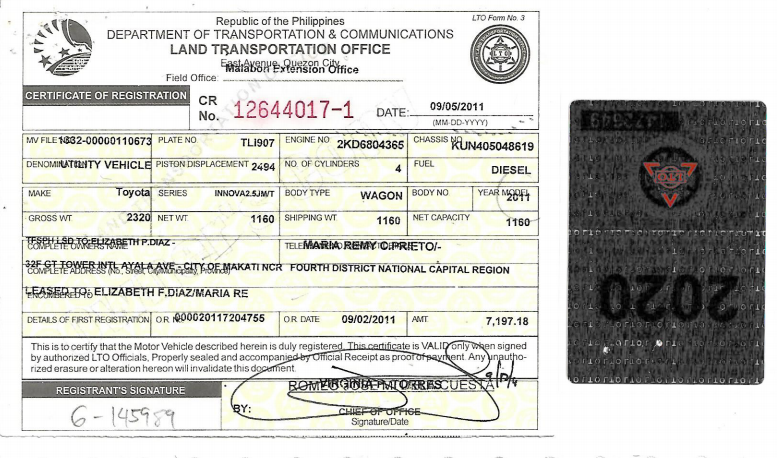 Republic of the Philippines
LTO Form No. 3
DEPARTMENT OF TRANSPORTATION & COMMUNICATIONS
LAND TRANSPORTATION OFFICE
East Avenue, Quezon City
Field Office: Malabon Extension Office
CERTIFICATE OF REGISTRATION
CR No. 12644017-1
DATE: 09/05/2011
(MM-DD-YYYY)
MV FILE 1332-00000110673 PLATE NO TLI907 ENGINE NO 2KD6804365 CHASSIS NO KUN405048619
UTILITY VEHICLE PISTON DISPLACEMENT 2494 NO. OF CYLINDERS 4 FUEL DIESEL
MAKE Toyota SERIES INNOVA2.5J M/T BODY TYPE WAGON BODY NO YEAR MODEL 2011
GROSS WT 2320 NET WT 1160 SHIPPING WT 1160 NET CAPACITY 1160
TFSPH LSD TO:ELIZABETH P.DIAZ - MARIA REMY C.PRIETO/-
COMPLETE OWNERS NAME
32F GT TOWER INTL AYALA AVE - CITY OF MAKATI NCR FOURTH DISTRICT NATIONAL CAPITAL REGION
COMPLETE ADDRESS (No., Street, City/Municipality, Province)
LEASED TO: ELIZABETH F.DIAZ/MARIA RE
ENCUMBERED TO
DETAILS OF FIRST REGISTRATION O.R. NO 000020117204755 O.R. DATE 09/02/2011 AMT 7,197.18
This is to certify that the Motor Vehicle described herein is duly registered. This certificate is VALID only when signed
by authorized LTO Officials, Properly sealed and accompanied by Official Receipt as proof of payment. Any unautho-
rized erasure or alteration hereon will invalidate this document.
REGISTRANT'S SIGNATURE
VIRGINIA P. TORRES
BY:
CHIEF OF OFFICE
Signature/Date
6-145989
1473649
LTO
2020